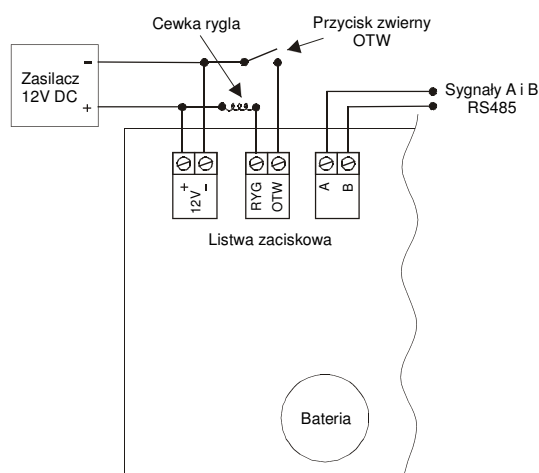 Cewka rygla
Przycisk zwierny
OTW
Zasilacz
12V DC
-
+
Sygnały A i B
RS485
+
12V -
RYG
OTW
A
B
Listwa zaciskowa
Bateria